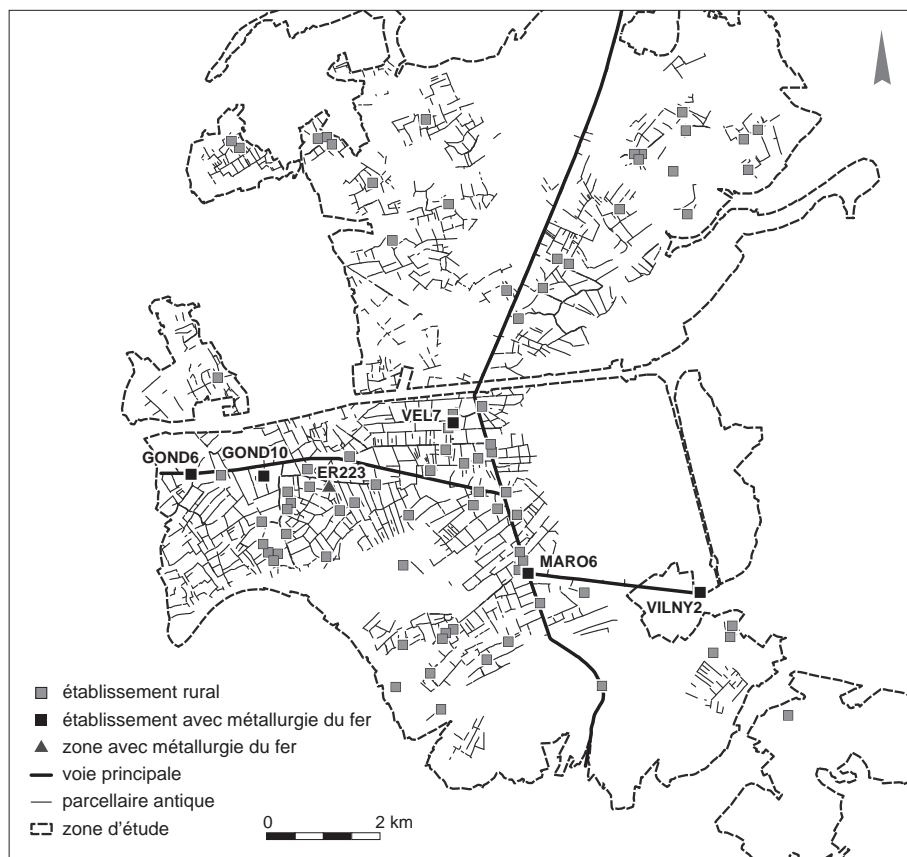 VEL7
GOND6
GOND10
ER223
MARO6
VILNY2
établissement rural
établissement avec métallurgie du fer
zone avec métallurgie du fer
voie principale
parcellaire antique
zone d'étude
0 2 km